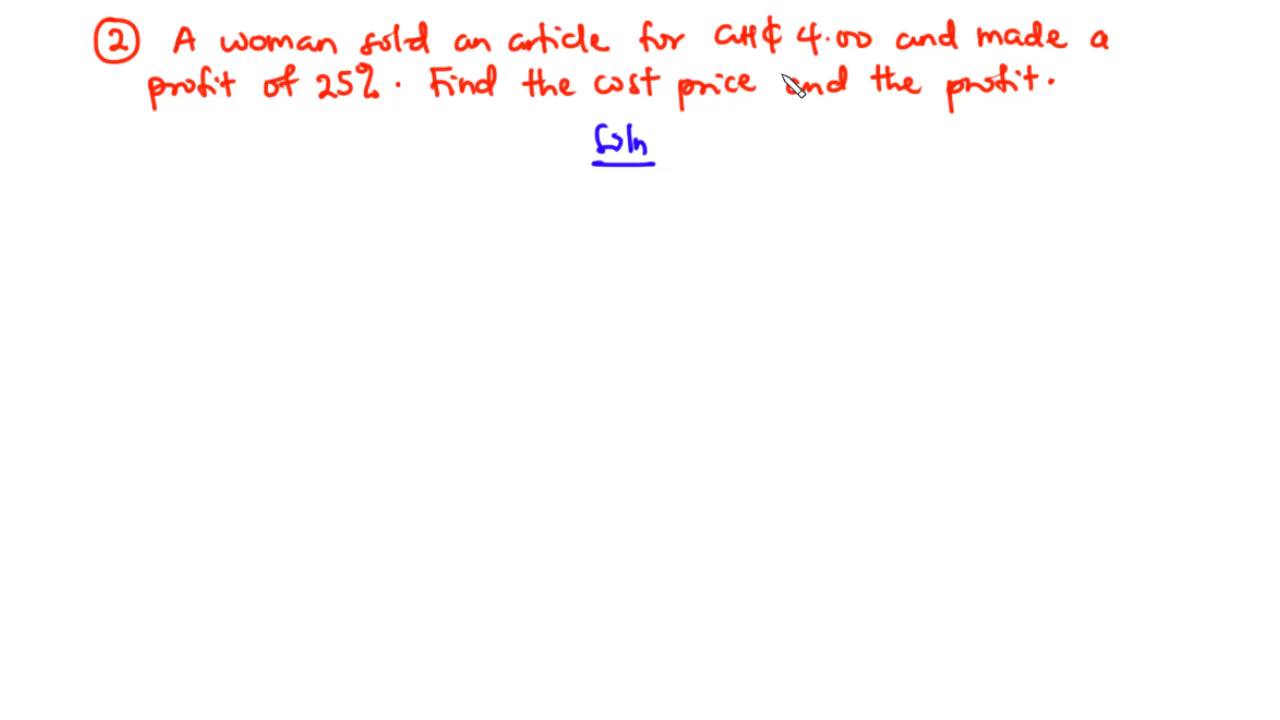 ② A woman sold an article for GH₵ 4.00 and made a
profit of 25%. Find the cost price and the profit.
Soln